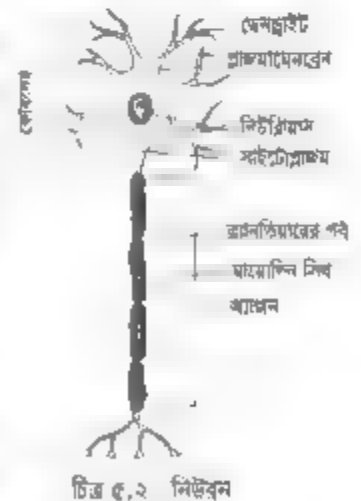 ডেনড্রাইট
প্লাজমামেমব্রেন
কোষদেহ
নিউক্লিয়াস
সাইটোপ্লাজম
র‍্যানভিয়ারের পর্ব
মায়োলিন সিথ
অ্যাক্সন
চিত্র ৫.২ নিউরন